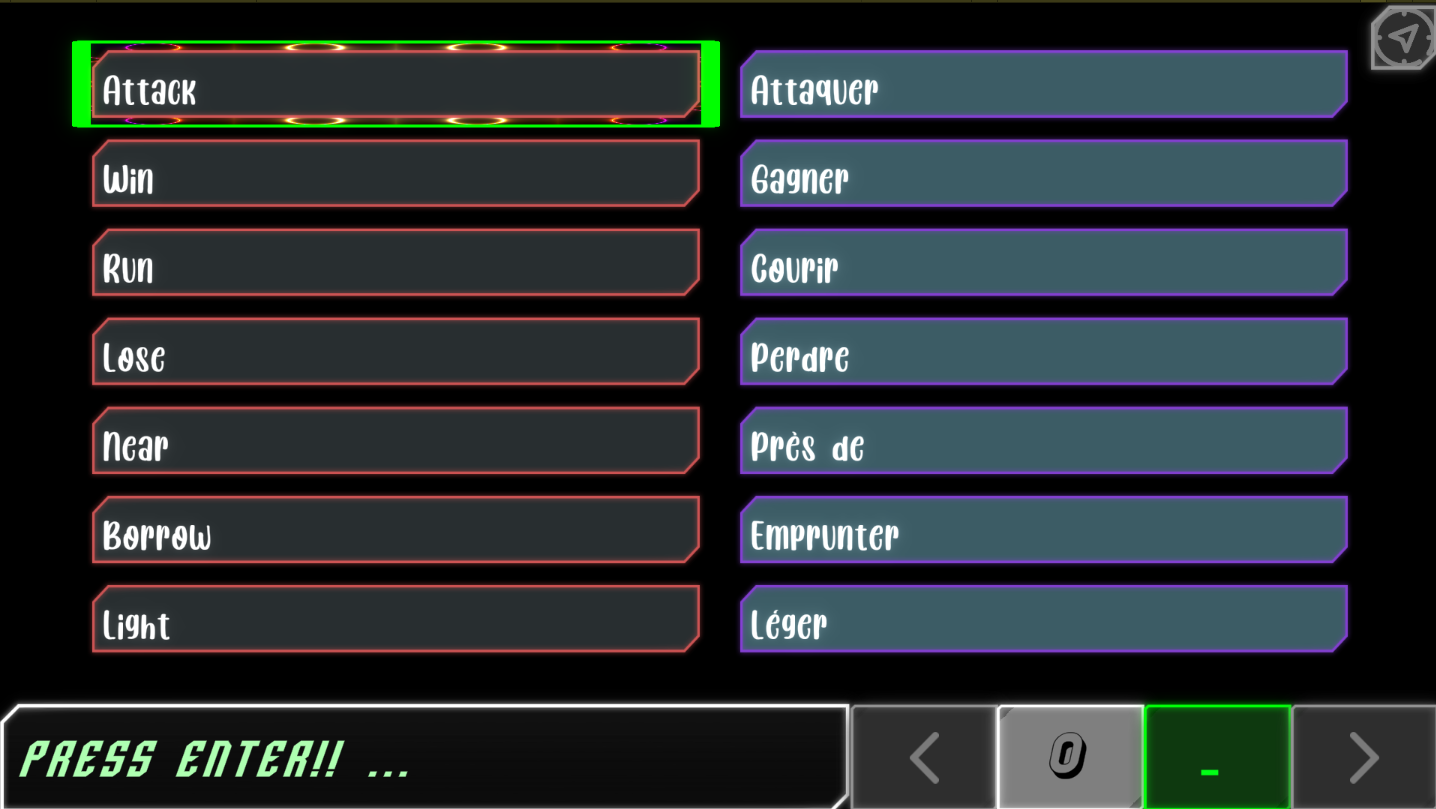 Attack
Attaquer
Win
Gagner
Run
Courir
Lose
Perdre
Near
Près de
Borrow
Emprunter
Light
Léger
PRESS ENTER!! ...
0
_